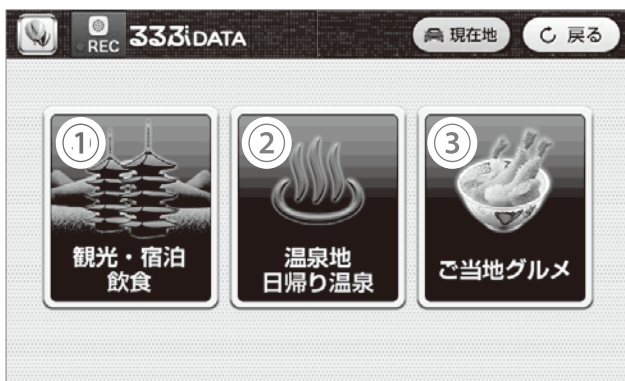 REC
るるぶDATA
現在地
戻る
①
観光・宿泊
飲食
②
温泉地
日帰り温泉
③
ご当地グルメ